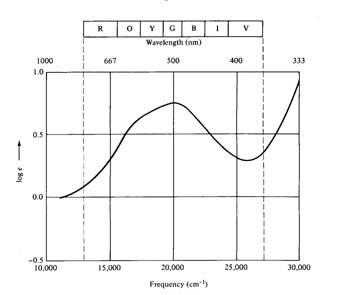 R O Y G B I V
Wavelength (nm)
1000 667 500 400 333
1.0
0.5
0.0
-0.5
log ε
10,000 15,000 20,000 25,000 30,000
Frequency (cm⁻¹)